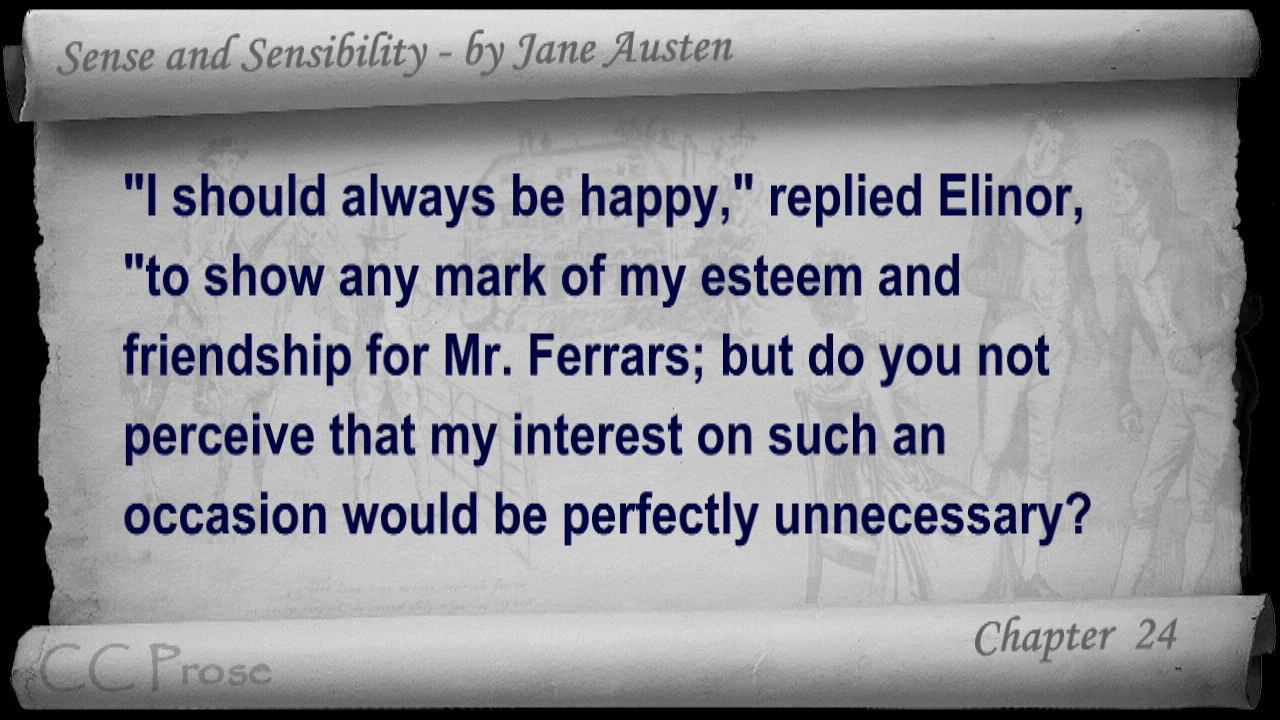 Sense and Sensibility - by Jane Austen
"I should always be happy," replied Elinor,
"to show any mark of my esteem and
friendship for Mr. Ferrars; but do you not
perceive that my interest on such an
occasion would be perfectly unnecessary?
Chapter 24
CC Prose